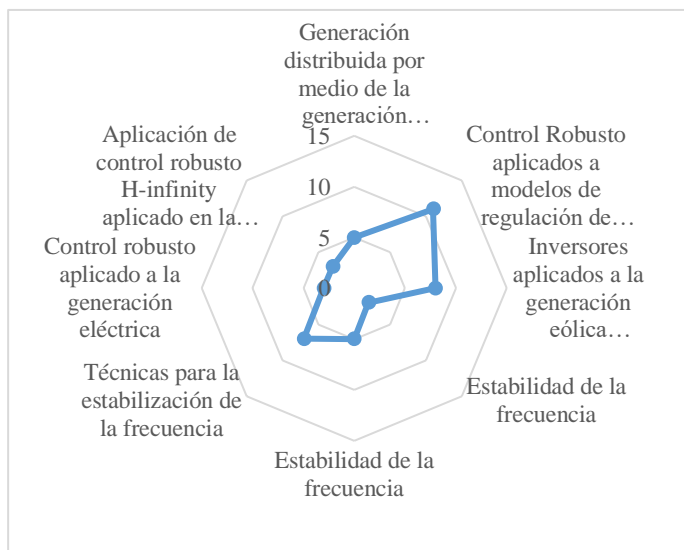 Generación
distribuida por
medio de la
generación…
Control Robusto
aplicados a
modelos de
regulación de…
Inversores
aplicados a la
generación
eólica…
Estabilidad de la
frecuencia
Estabilidad de la
frecuencia
Técnicas para la
estabilización de
la frecuencia
Control robusto
aplicado a la
generación
eléctrica
Aplicación de
control robusto
H-infinity
aplicado en la…
15
10
5
0